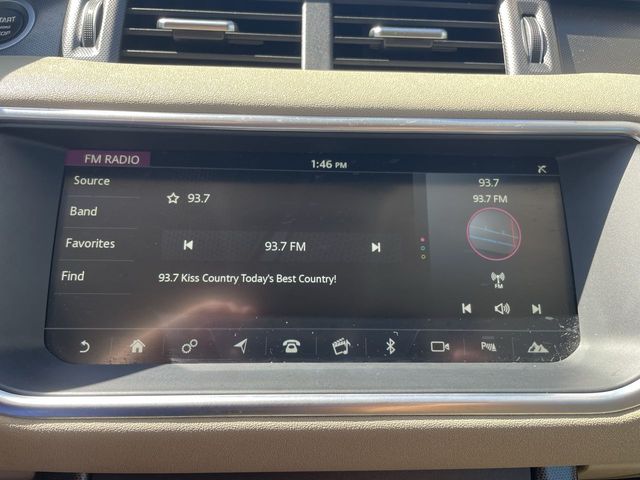 START
STOP
FM RADIO
1:46 PM
Source
Band
Favorites
Find
93.7
93.7 FM
93.7 Kiss Country Today's Best Country!
93.7
93.7 FM
FM